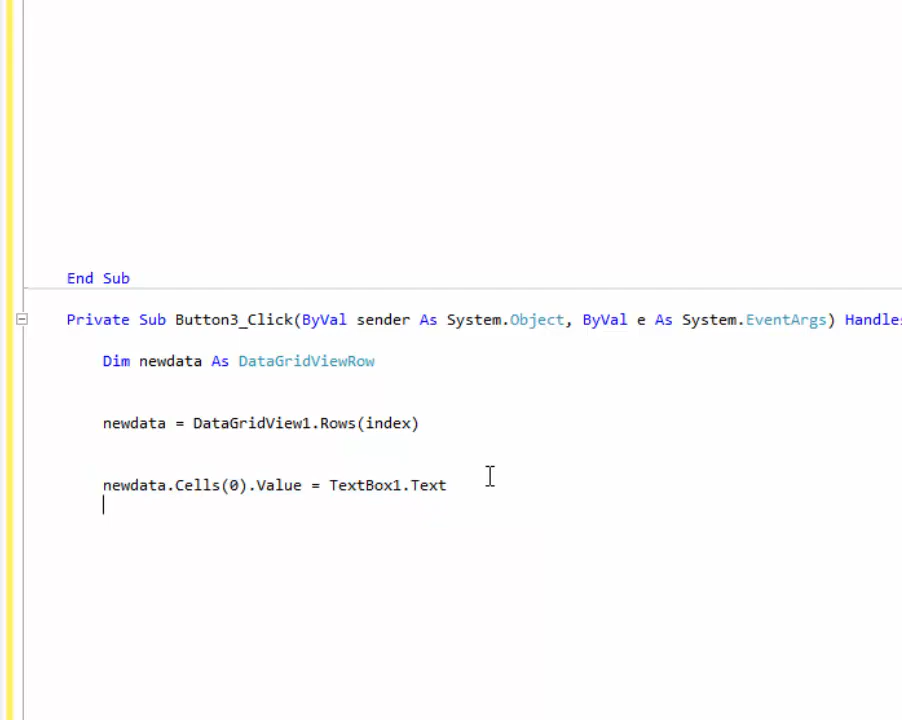 End Sub
Private Sub Button3_Click(ByVal sender As System.Object, ByVal e As System.EventArgs) Handles
Dim newdata As DataGridViewRow
newdata = DataGridView1.Rows(index)
newdata.Cells(0).Value = TextBox1.Text